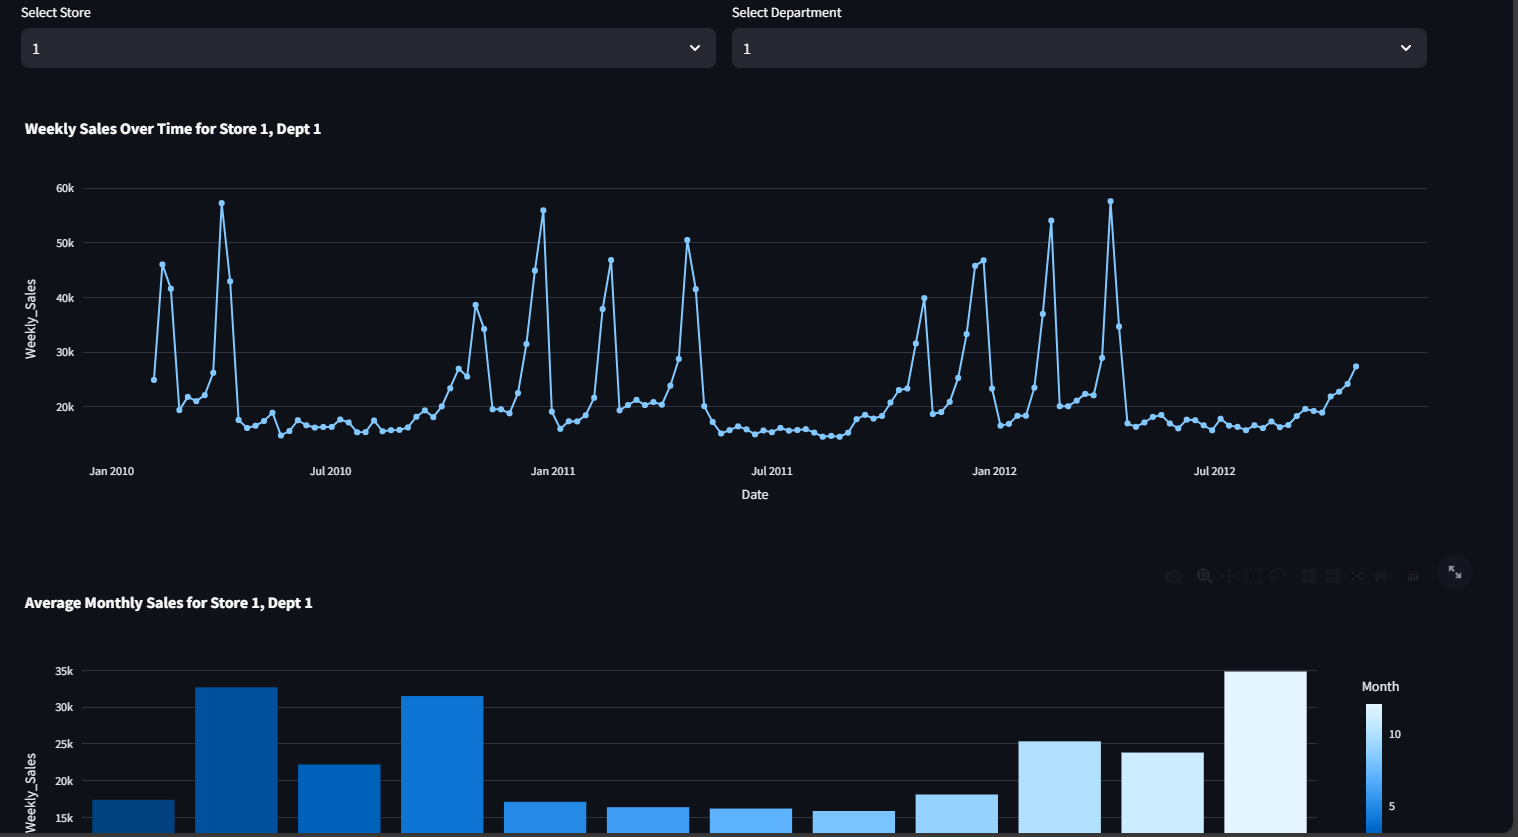 Select Store
Select Department
1
1
Weekly Sales Over Time for Store 1, Dept 1
60k
50k
40k
30k
20k
Weekly_Sales
Jan 2010
Jul 2010
Jan 2011
Jul 2011
Jan 2012
Jul 2012
Date
Average Monthly Sales for Store 1, Dept 1
35k
30k
25k
20k
15k
Weekly_Sales
Month
10
5